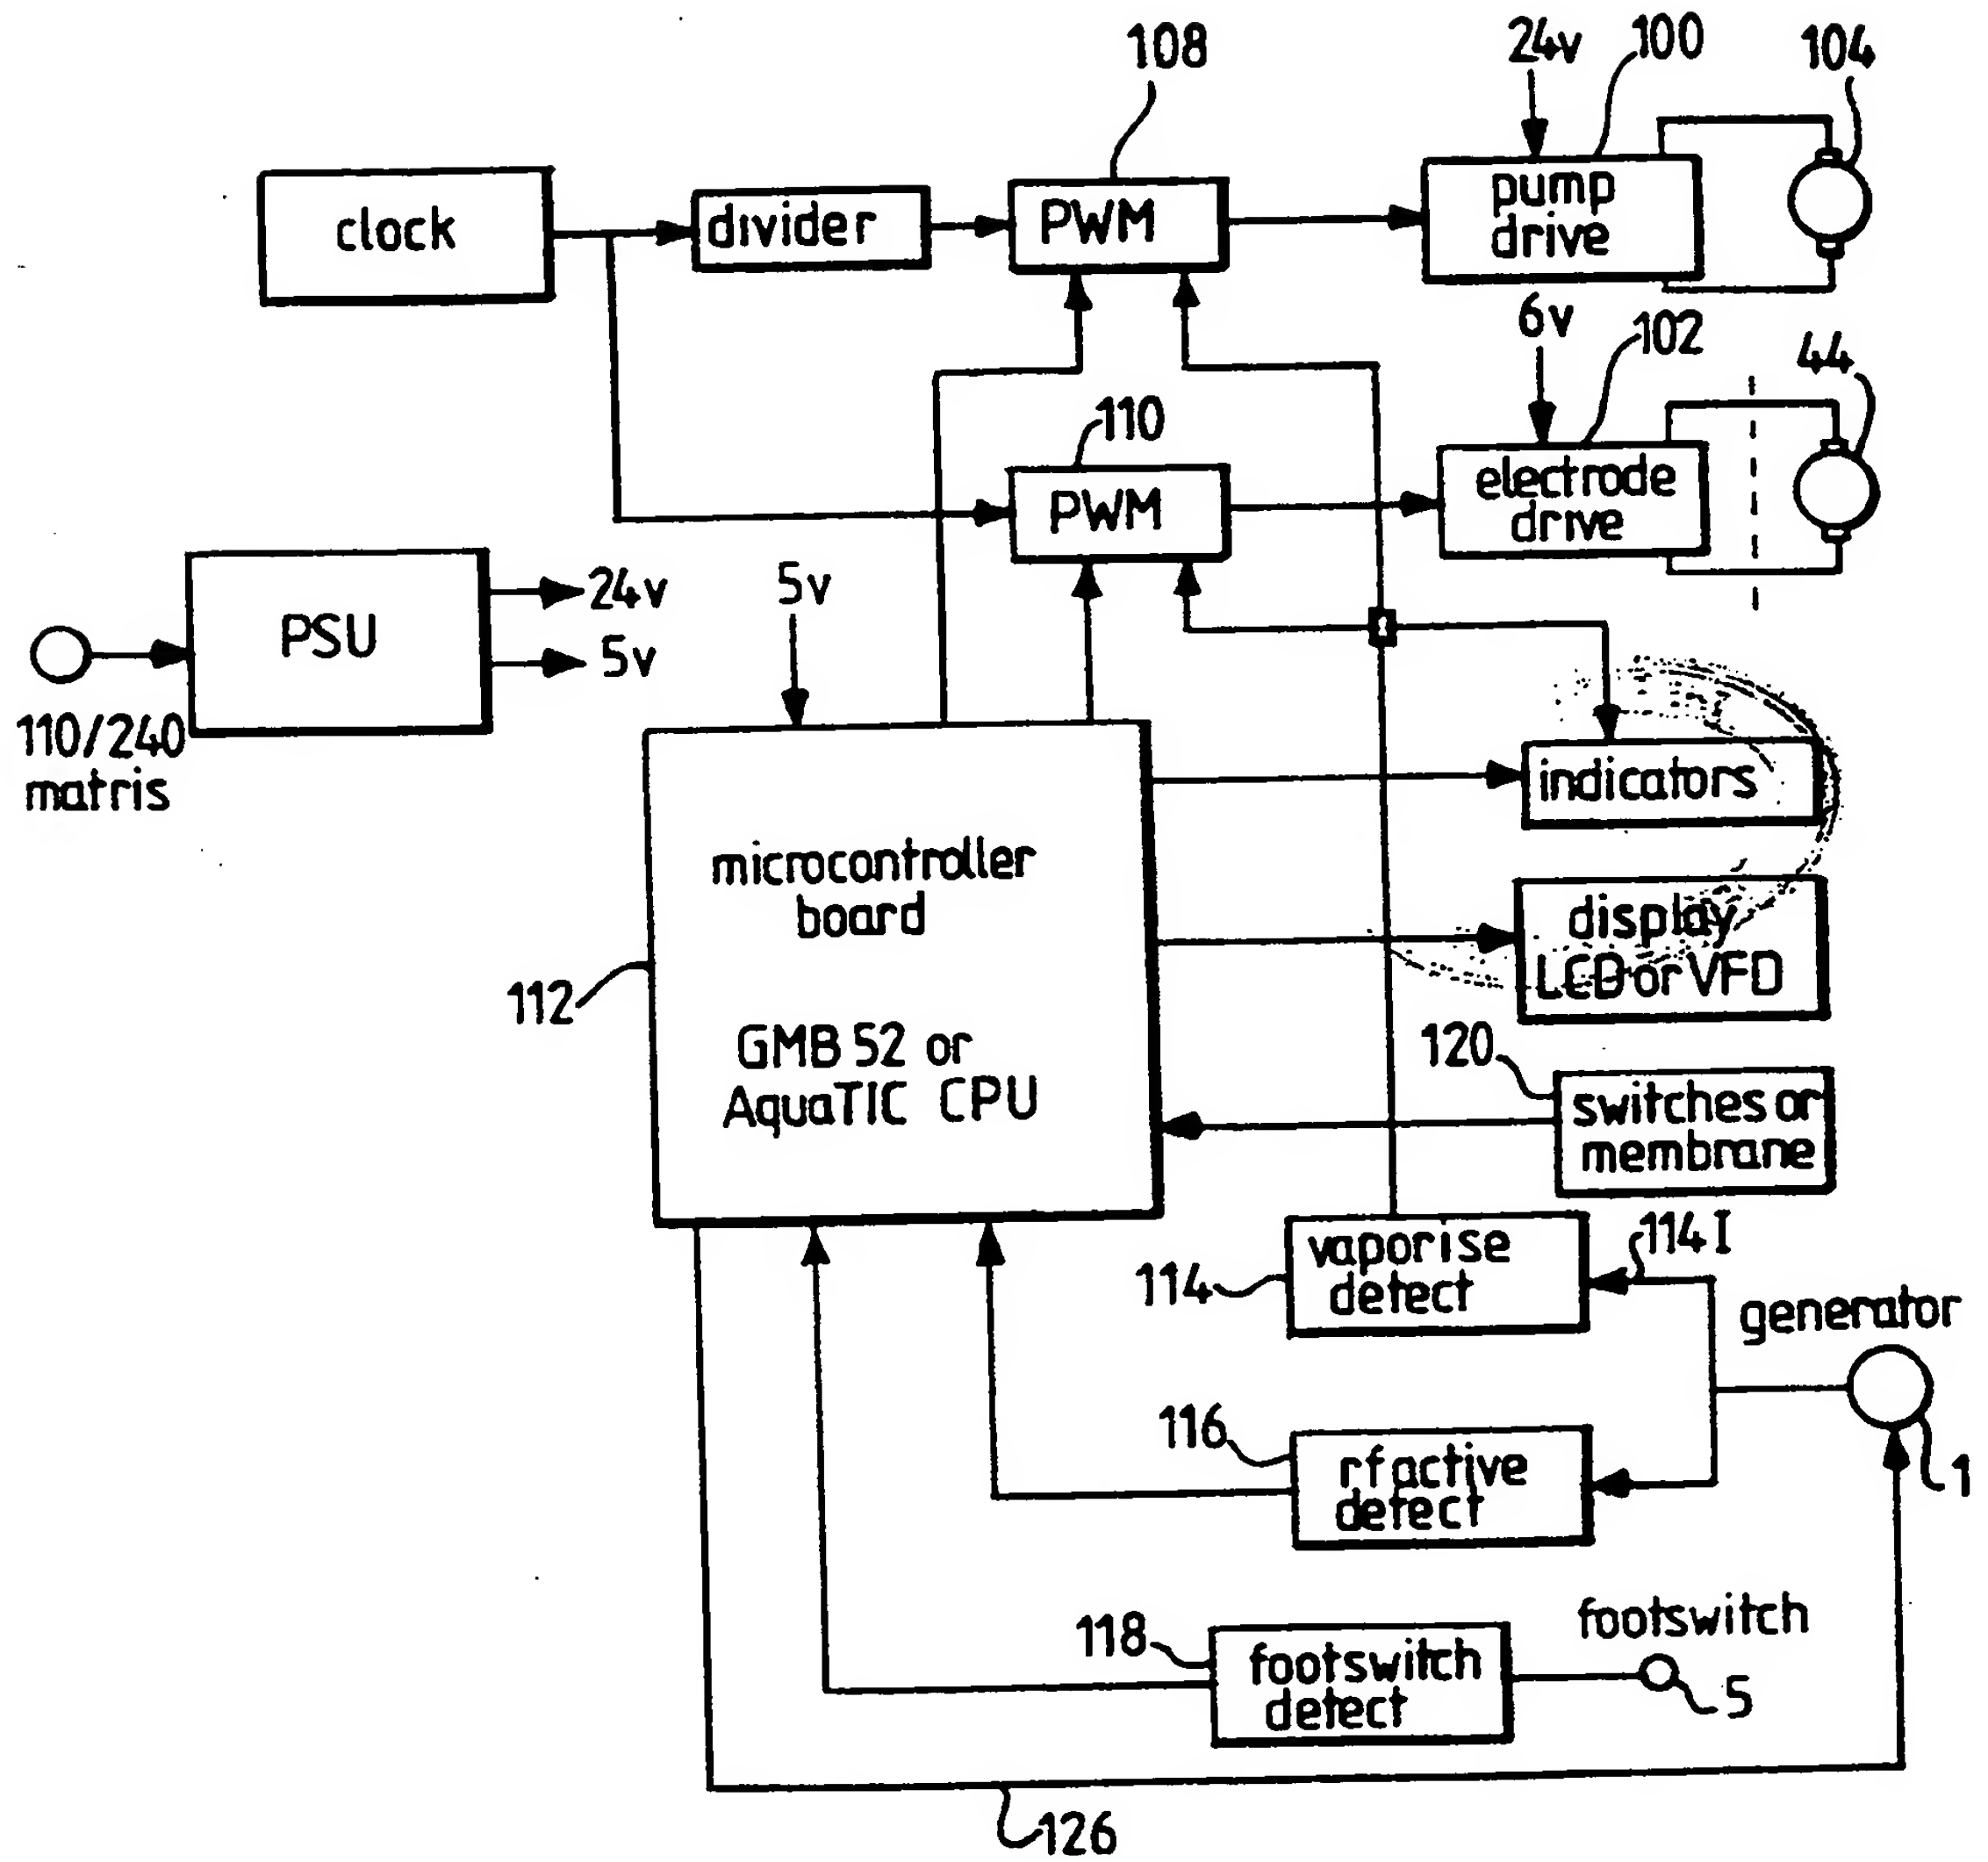 108
24v
100
104
clock
divider
PWM
pump
drive
6v
102
44
110
PWM
electrode
drive
PSU
24v
5v
5v
110/240
matris
indicators
microcontroller
board
display
LCD or VFD
112
GMB 52 or
AquaTIC CPU
120
switches or
membrane
114 I
vaporise
detect
114
generator
116
rf active
detect
1
footswitch
118
footswitch
detect
5
126